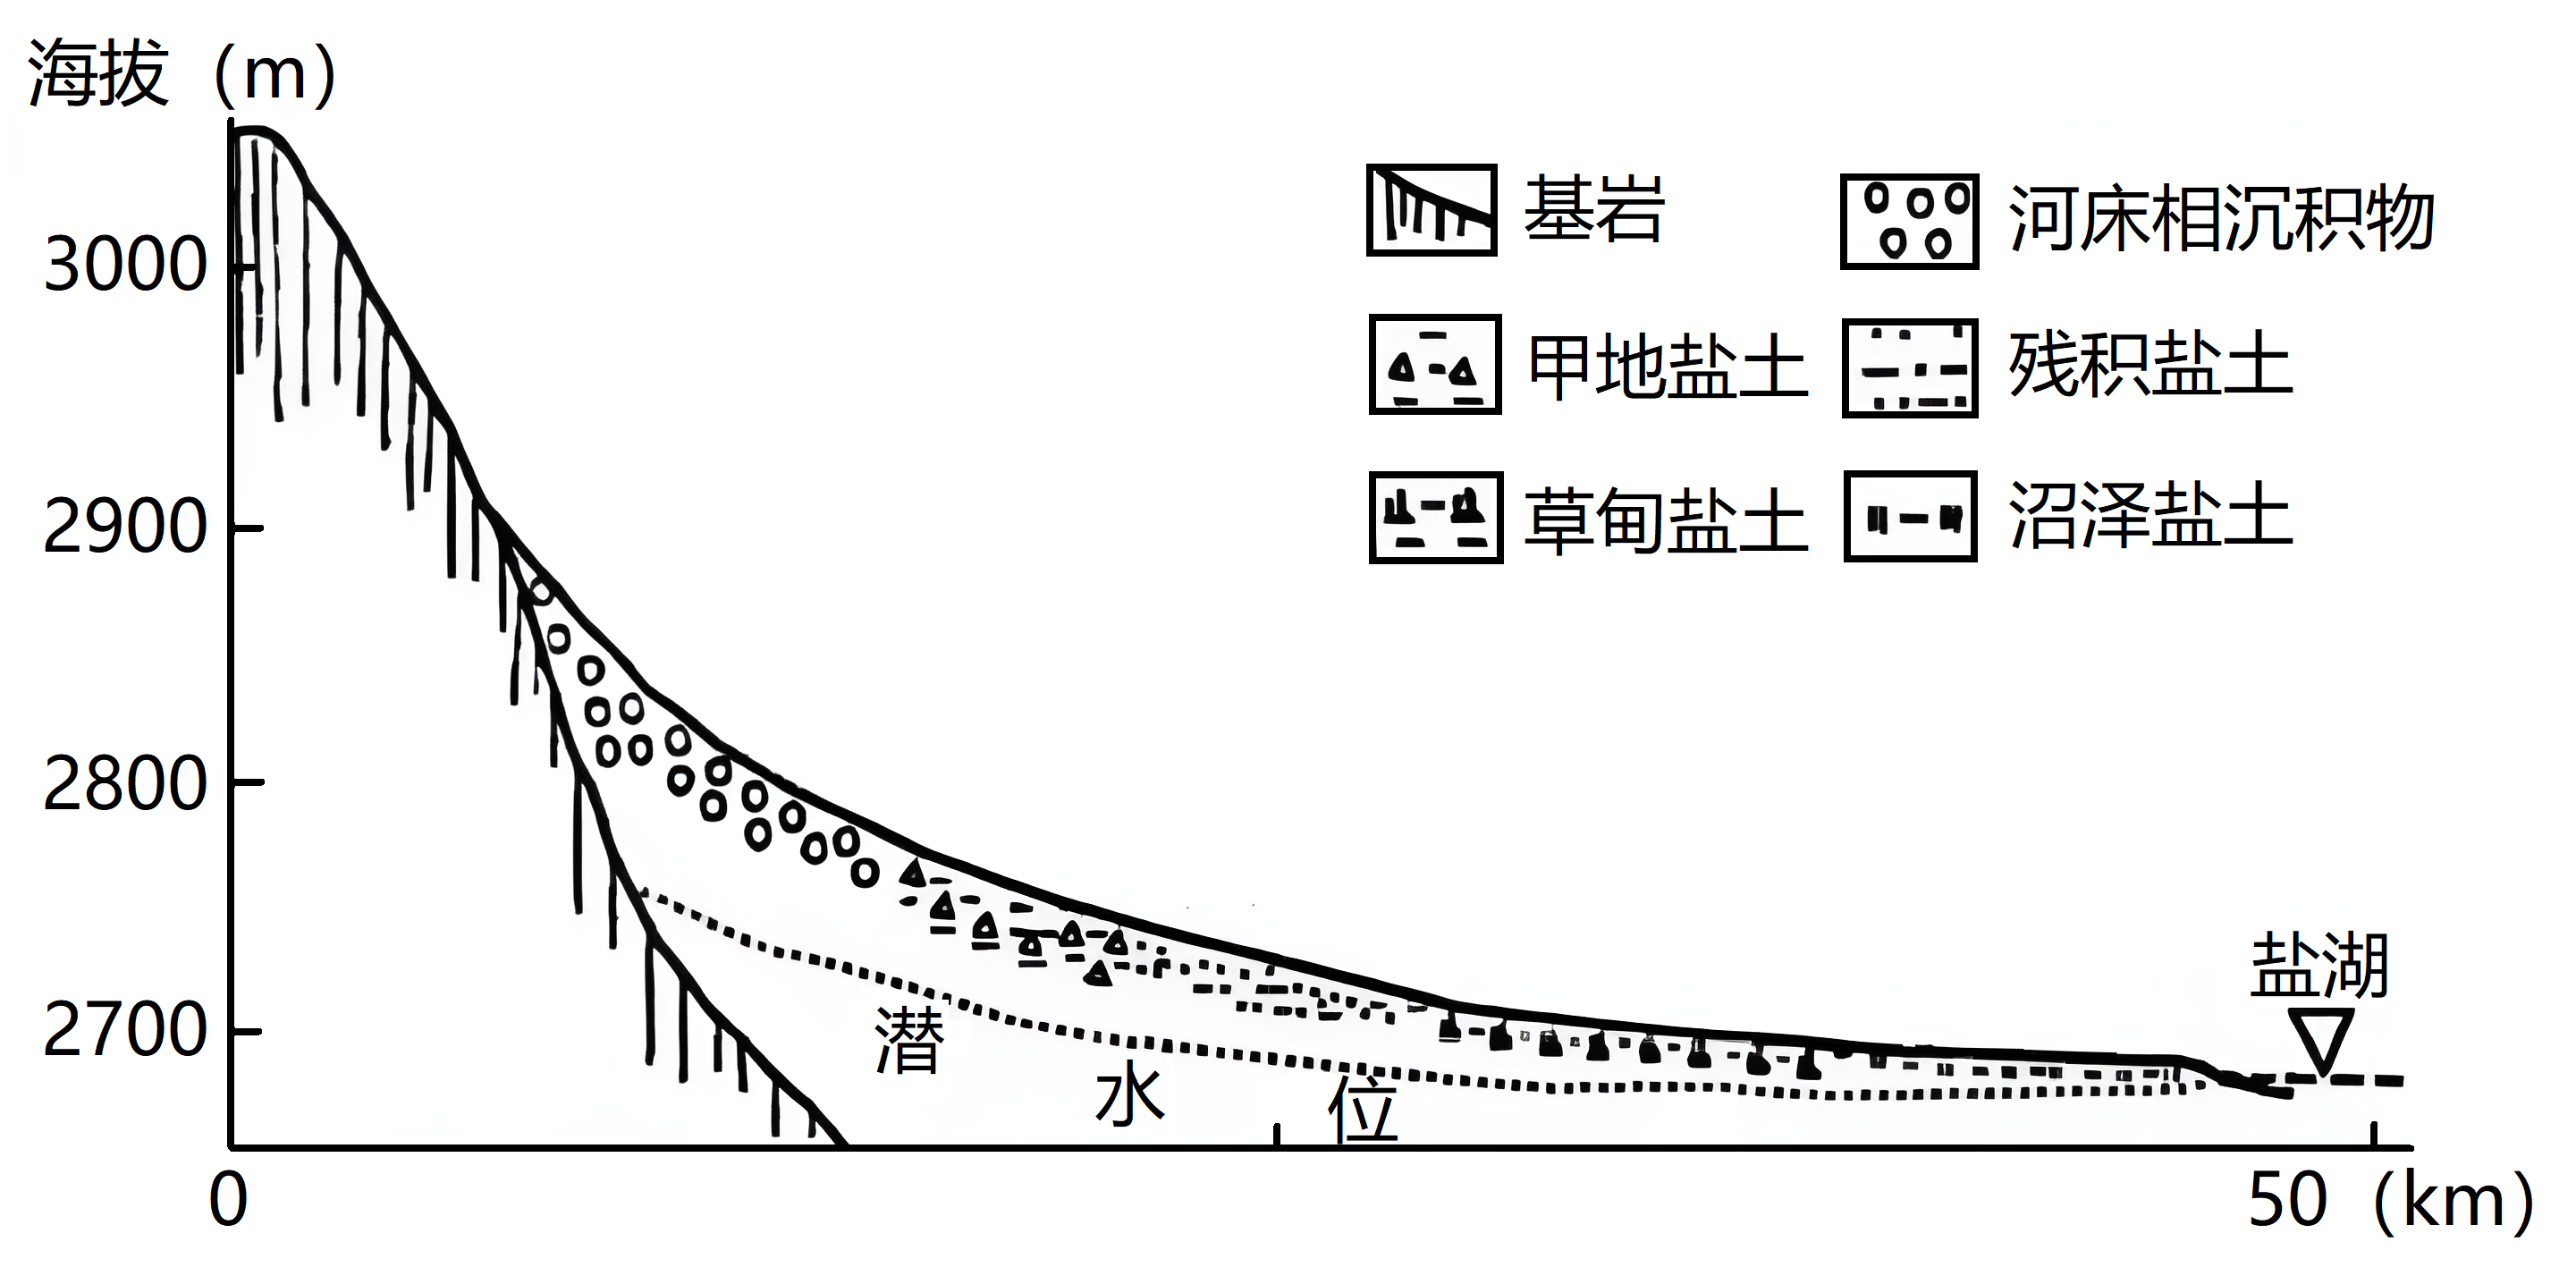 海拔（m）
3000
2900
2800
2700
基岩
河床相沉积物
甲地盐土
残积盐土
草甸盐土
沼泽盐土
盐湖
潜
水
位
0
50（km）